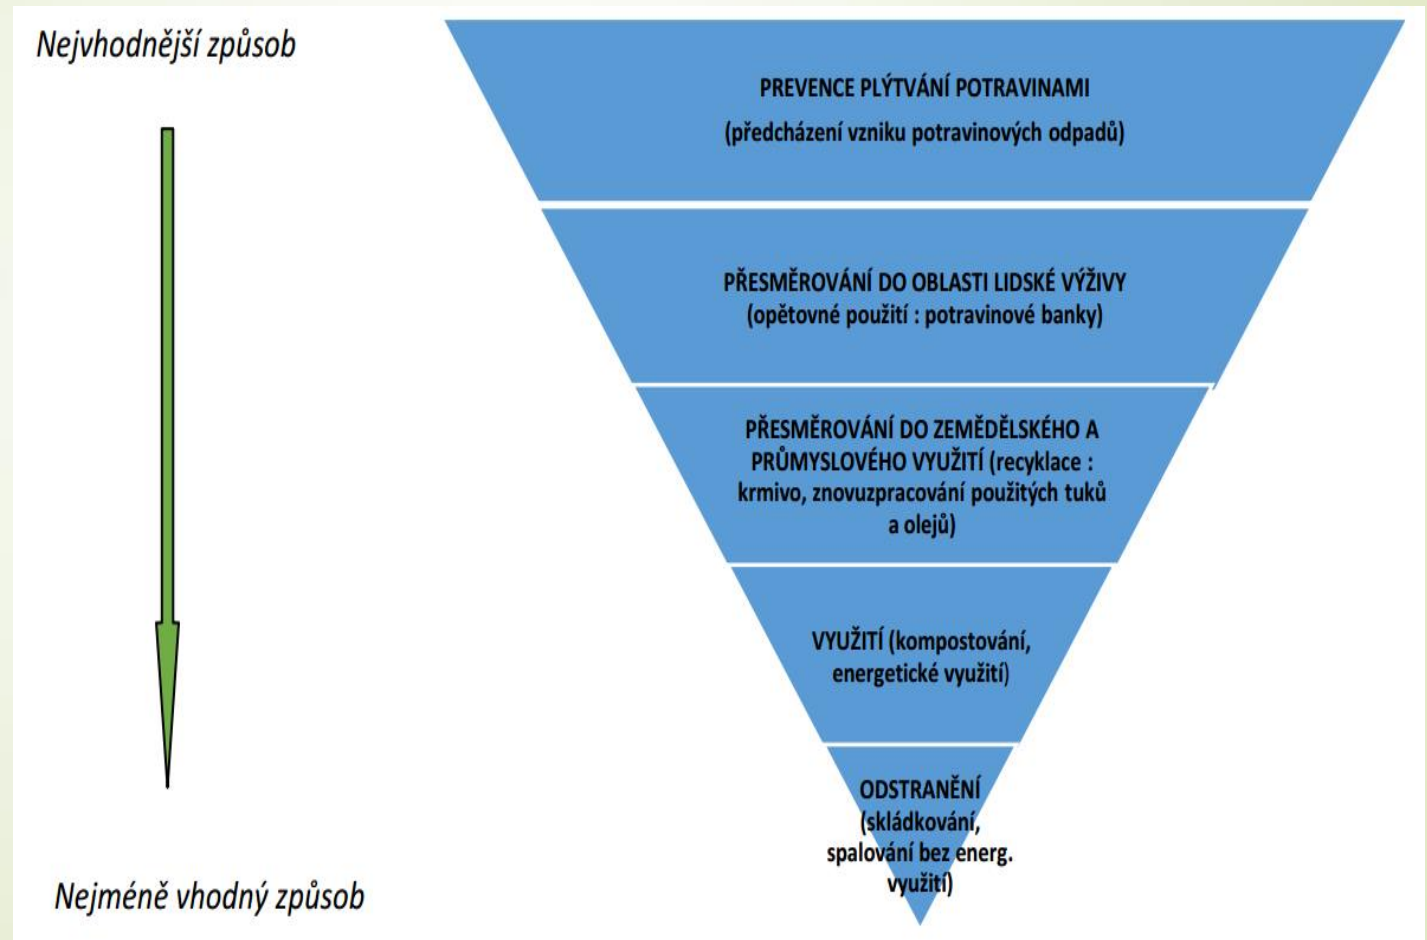 Nejvhodnější způsob
PREVENCE PLÝTVÁNÍ POTRAVINAMI
(předcházení vzniku potravinových odpadů)
PŘESMĚROVÁNÍ DO OBLASTI LIDSKÉ VÝŽIVY
(opětovné použití : potravinové banky)
PŘESMĚROVÁNÍ DO ZEMĚDĚLSKÉHO A
PRŮMYSLOVÉHO VYUŽITÍ (recyklace :
krmivo, znovuzpracování použitých tuků
a olejů)
VYUŽITÍ (kompostování,
energetické využití)
ODSTRANĚNÍ
(skládkování,
spalování bez energ.
využití)
Nejméně vhodný způsob